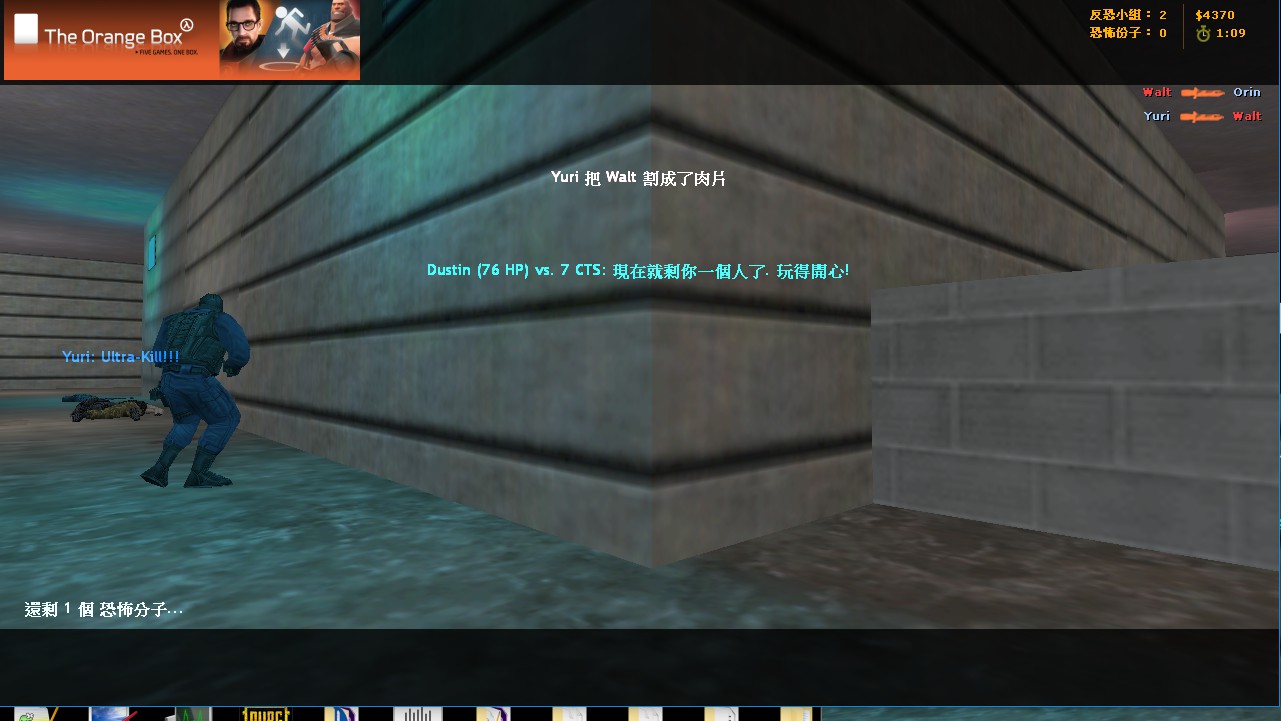 The Orange Box
• FIVE GAMES. ONE BOX.
反恐小組： 2
恐怖份子： 0
$4370
1:09
Walt Orin
Yuri Walt
Yuri 把 Walt 割成了肉片
Dustin (76 HP) vs. 7 CTS: 現在就剩你一個人了. 玩得開心!
Yuri: Ultra-Kill!!!
還剩 1 個 恐怖分子...